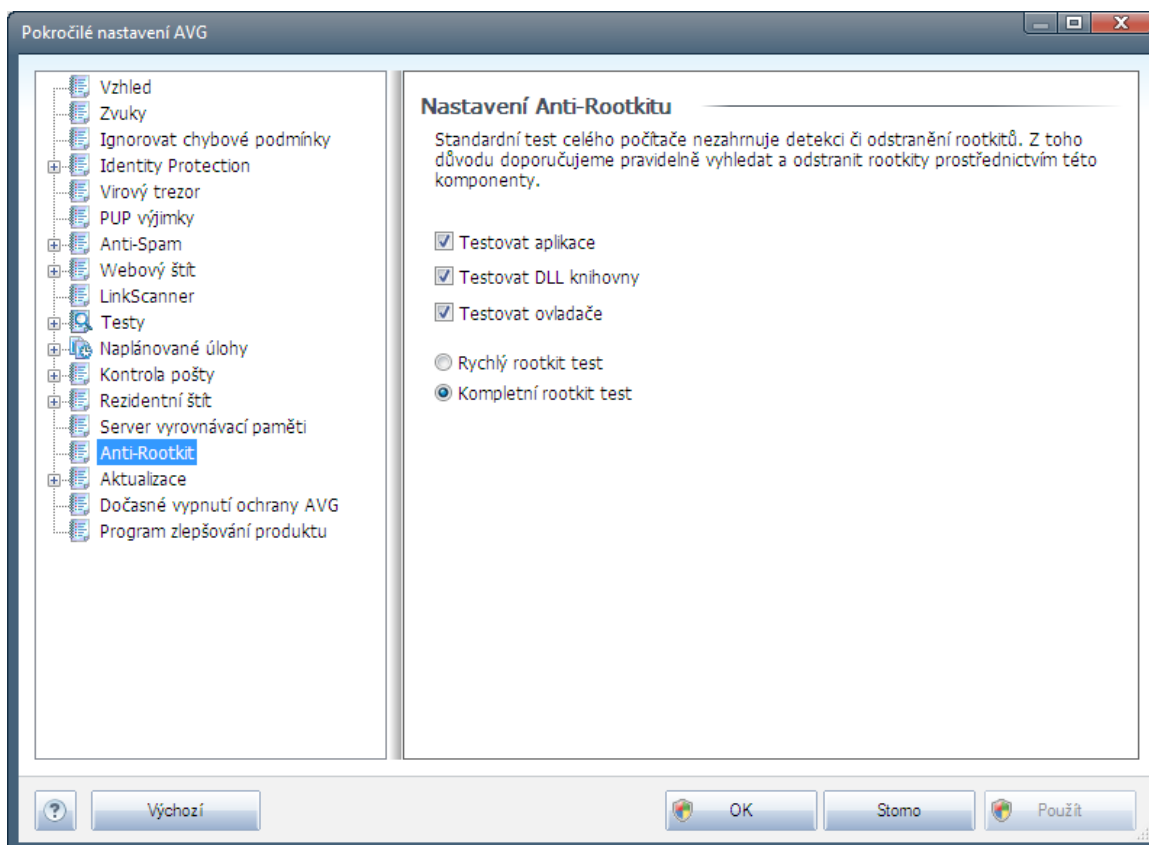 Pokročilé nastavení AVG
X
Vzhled
Zvuky
Ignorovat chybové podmínky
Identity Protection
Virový trezor
PUP výjimky
Anti-Spam
Webový štít
LinkScanner
Testy
Naplánované úlohy
Kontrola pošty
Rezidentní štít
Server vyrovnávací paměti
Anti-Rootkit
Aktualizace
Dočasné vypnutí ochrany AVG
Program zlepšování produktu
Nastavení Anti-Rootkitu
Standardní test celého počítače nezahrnuje detekci či odstranění rootkitů. Z toho
důvodu doporučujeme pravidelně vyhledat a odstranit rootkity prostřednictvím této
komponenty.
Testovat aplikace
Testovat DLL knihovny
Testovat ovladače
Rychlý rootkit test
Kompletní rootkit test
?
Výchozí
OK
Stomo
Použít